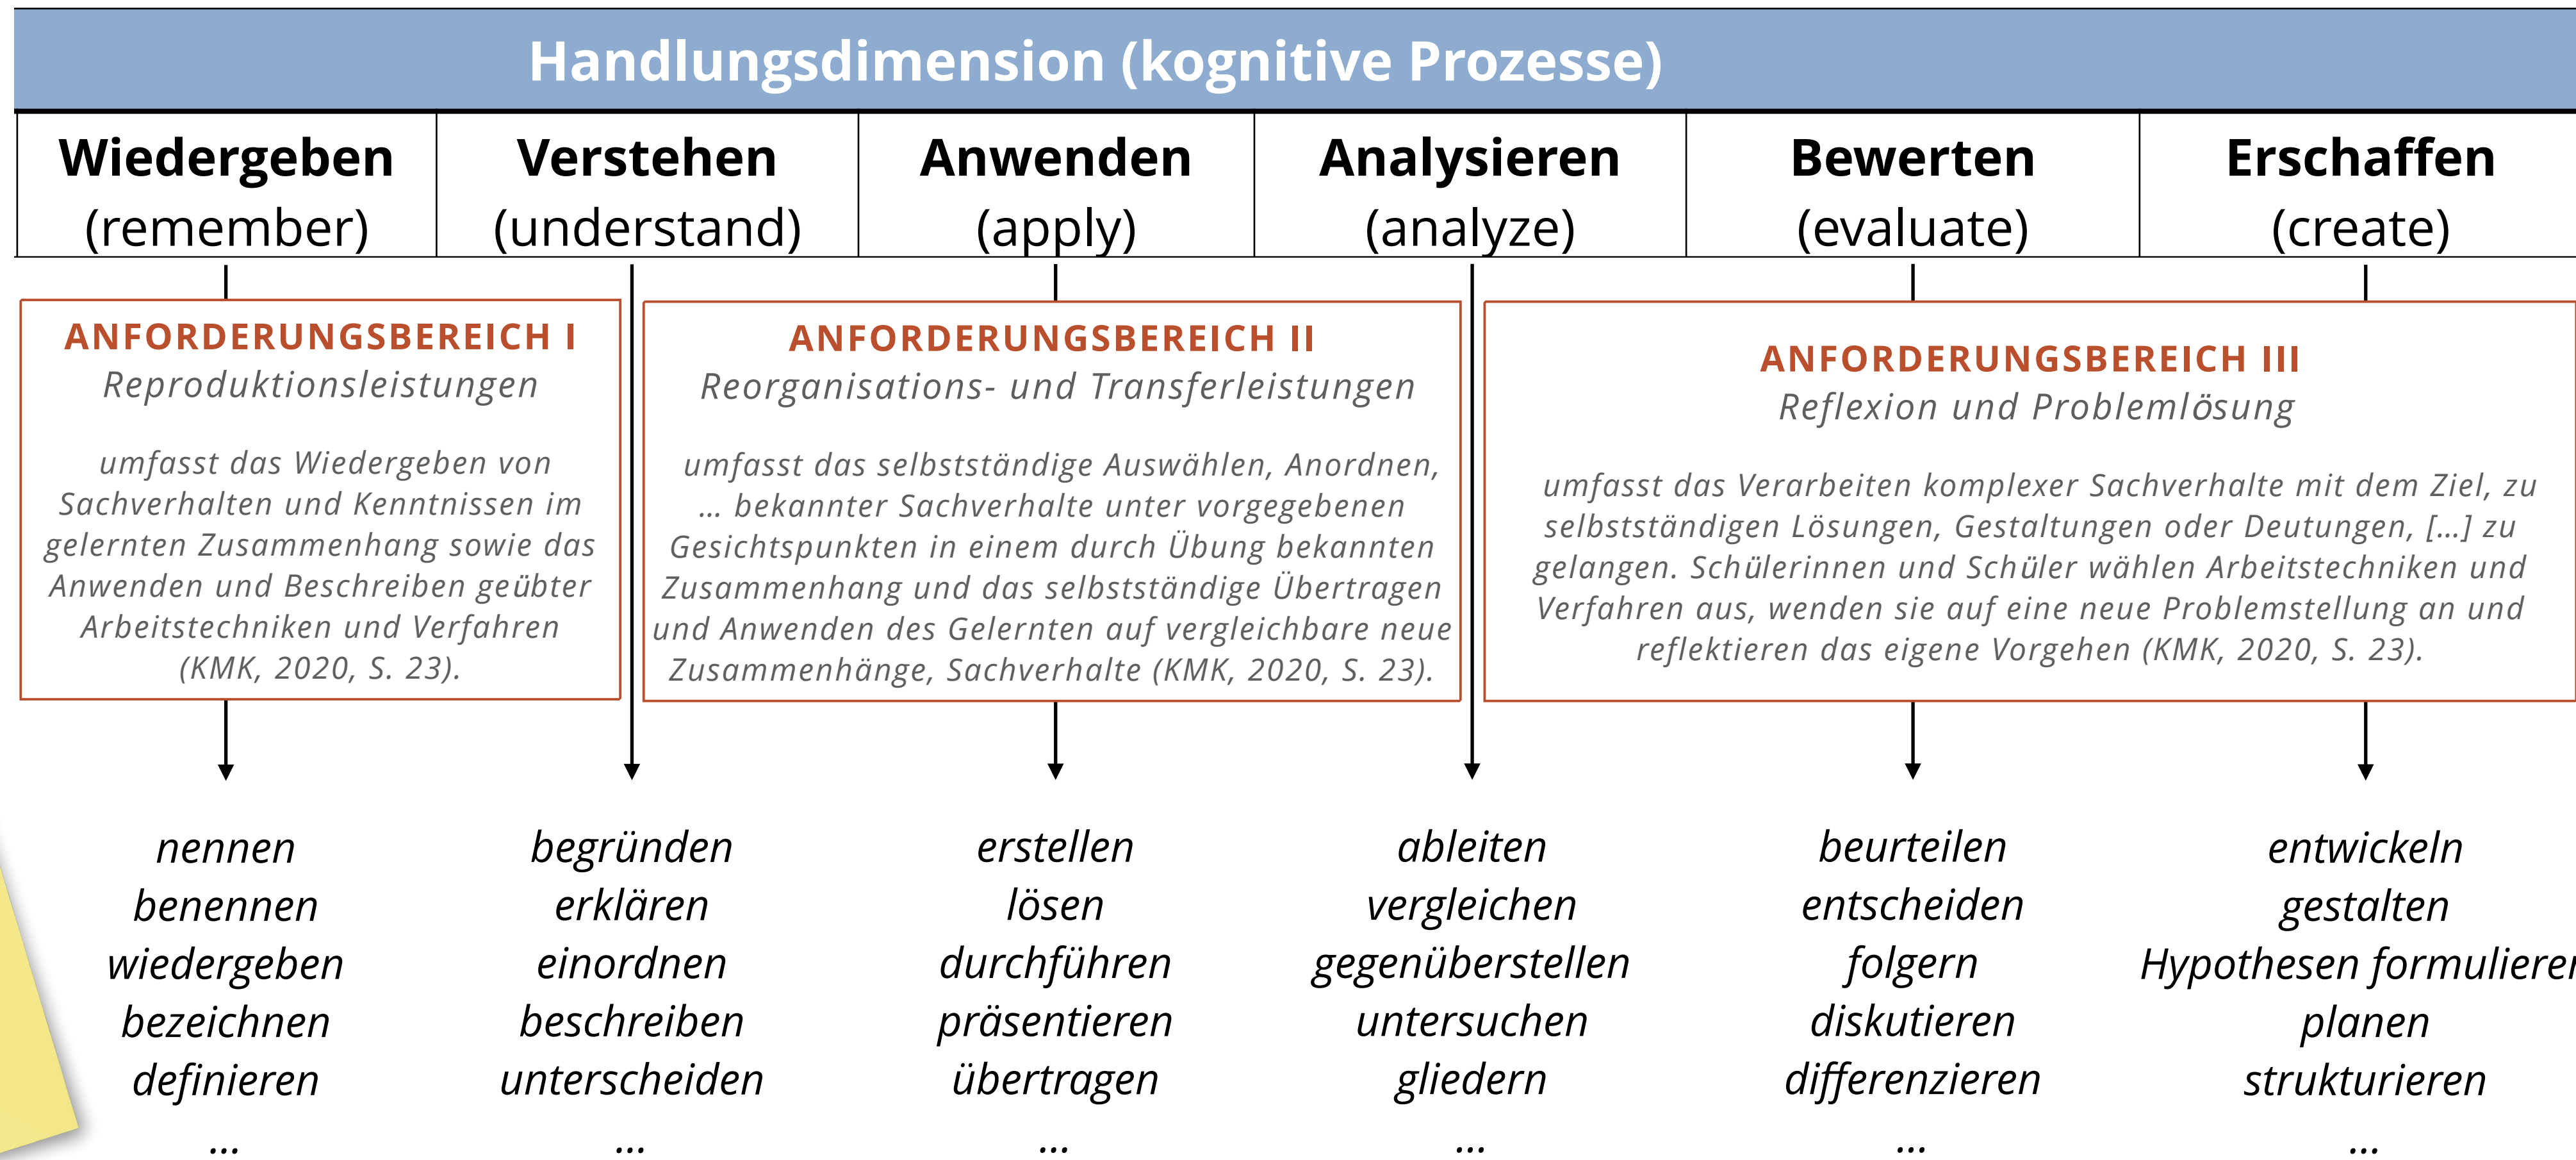 Handlungsdimension (kognitive Prozesse)
Wiedergeben
(remember)
Verstehen
(understand)
Anwenden
(apply)
Analysieren
(analyze)
Bewerten
(evaluate)
Erschaffen
(create)
ANFORDERUNGSBEREICH I
Reproduktionsleistungen
umfasst das Wiedergeben von
Sachverhalten und Kenntnissen im
gelernten Zusammenhang sowie das
Anwenden und Beschreiben geübter
Arbeitstechniken und Verfahren
(KMK, 2020, S. 23).
ANFORDERUNGSBEREICH II
Reorganisations- und Transferleistungen
umfasst das selbstständige Auswählen, Anordnen,
... bekannter Sachverhalte unter vorgegebenen
Gesichtspunkten in einem durch Übung bekannten
Zusammenhang und das selbstständige Übertragen
und Anwenden des Gelernten auf vergleichbare neue
Zusammenhänge, Sachverhalte (KMK, 2020, S. 23).
ANFORDERUNGSBEREICH III
Reflexion und Problemlösung
umfasst das Verarbeiten komplexer Sachverhalte mit dem Ziel, zu
selbstständigen Lösungen, Gestaltungen oder Deutungen, [...] zu
gelangen. Schülerinnen und Schüler wählen Arbeitstechniken und
Verfahren aus, wenden sie auf eine neue Problemstellung an und
reflektieren das eigene Vorgehen (KMK, 2020, S. 23).
nennen
benennen
wiedergeben
bezeichnen
definieren
...
begründen
erklären
einordnen
beschreiben
unterscheiden
...
erstellen
lösen
durchführen
präsentieren
übertragen
...
ableiten
vergleichen
gegenüberstellen
untersuchen
gliedern
...
beurteilen
entscheiden
folgern
diskutieren
differenzieren
...
entwickeln
gestalten
Hypothesen formulieren
planen
strukturieren
...